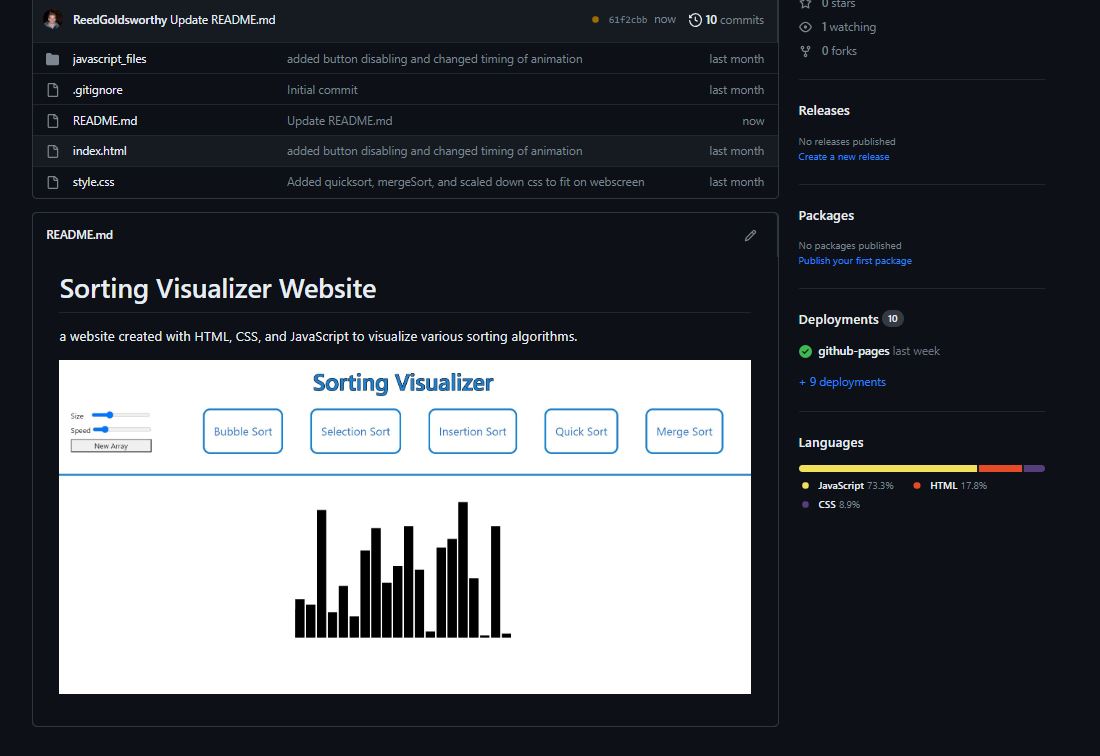 ReedGoldsworthy Update README.md 61f2cbb now 10 commits
javascript_files added button disabling and changed timing of animation last month
.gitignore Initial commit last month
README.md Update README.md now
index.html added button disabling and changed timing of animation last month
style.css Added quicksort, mergeSort, and scaled down css to fit on webscreen last month
README.md
Sorting Visualizer Website
a website created with HTML, CSS, and JavaScript to visualize various sorting algorithms.
Sorting Visualizer
Size
Speed
New Array
Bubble Sort Selection Sort Insertion Sort Quick Sort Merge Sort
0 stars
1 watching
0 forks
Releases
No releases published
Create a new release
Packages
No packages published
Publish your first package
Deployments 10
github-pages last week
+ 9 deployments
Languages
JavaScript 73.3% HTML 17.8%
CSS 8.9%